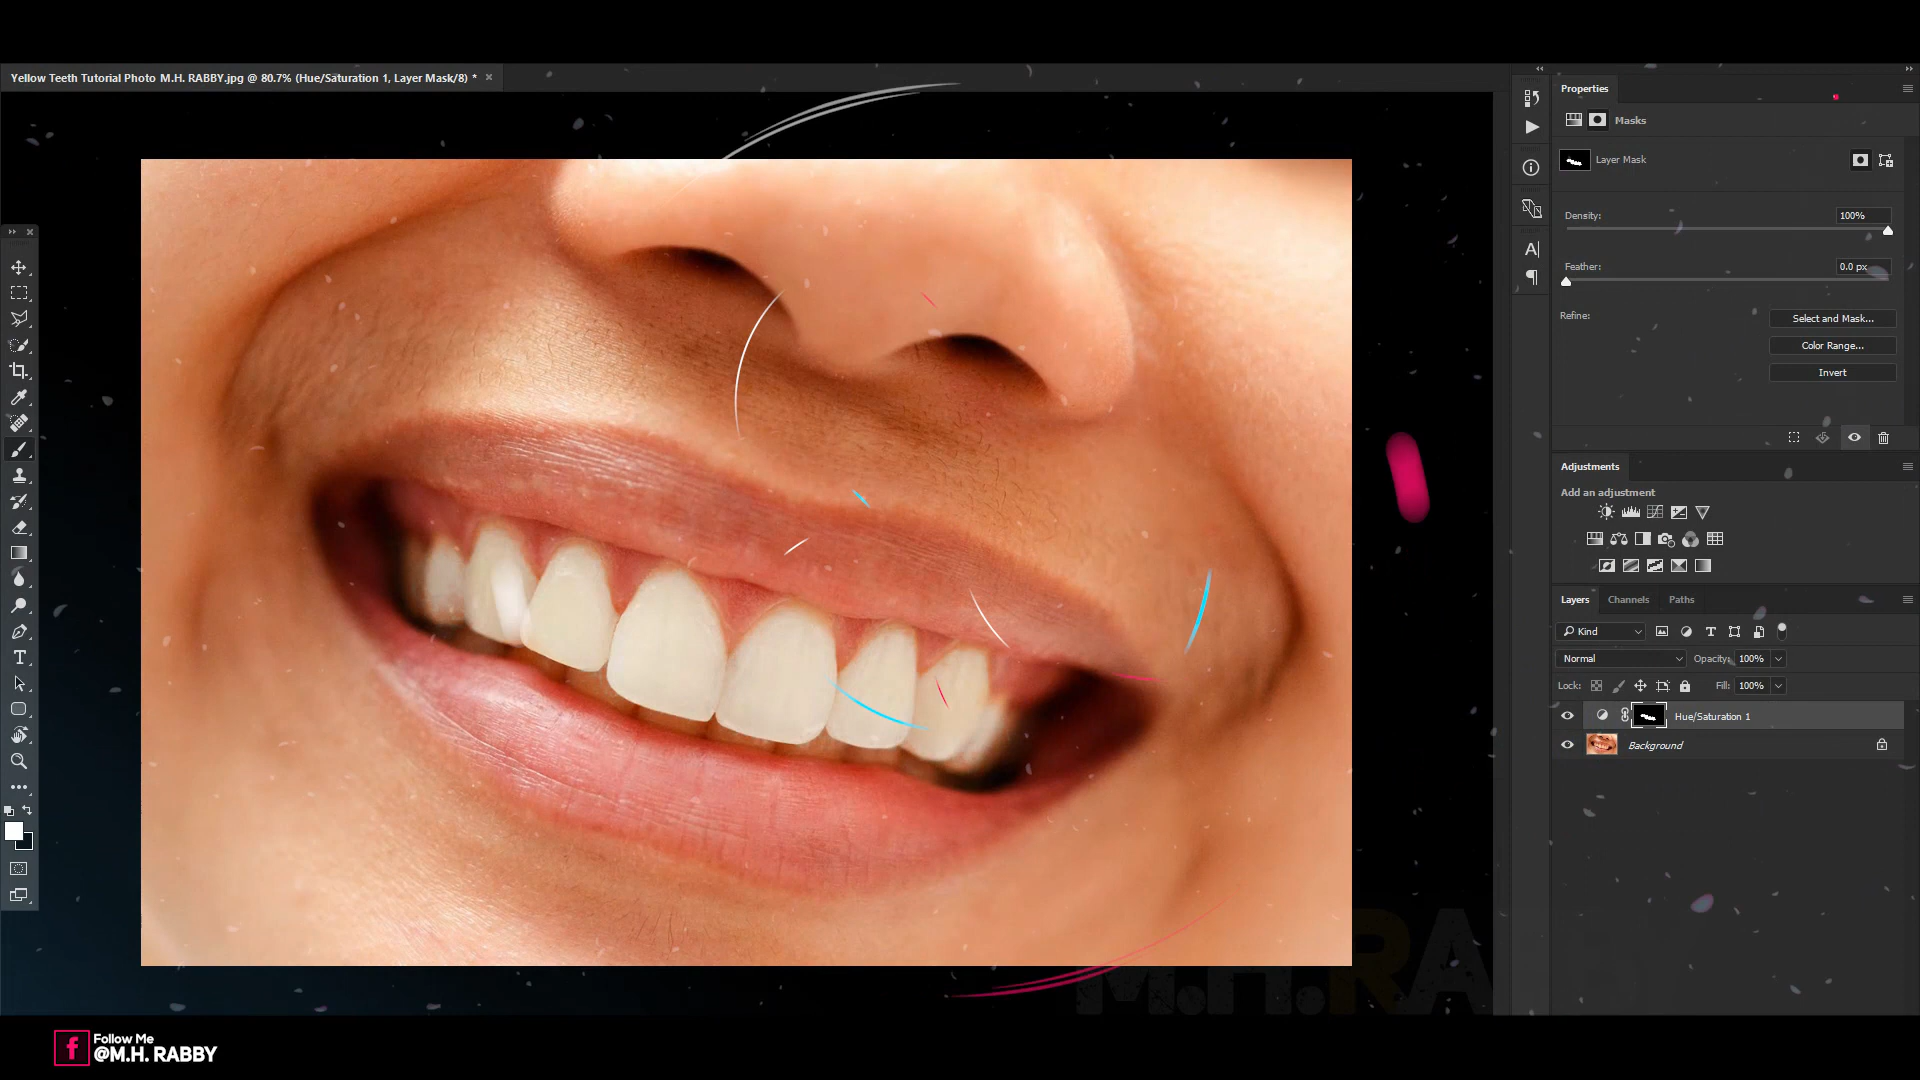 Yellow Teeth Tutorial Photo M.H. RABBY.jpg @ 80.7% (Hue/Saturation 1, Layer Mask/8) *
Properties
Masks
Layer Mask
Density:
100%
Feather:
0.0 px
Refine:
Select and Mask...
Color Range...
Invert
Adjustments
Add an adjustment
Layers
Channels
Paths
Kind
Normal
Opacity:
100%
Lock:
Fill:
100%
Hue/Saturation 1
Background
M.H.RA
Follow Me
@M.H. RABBY